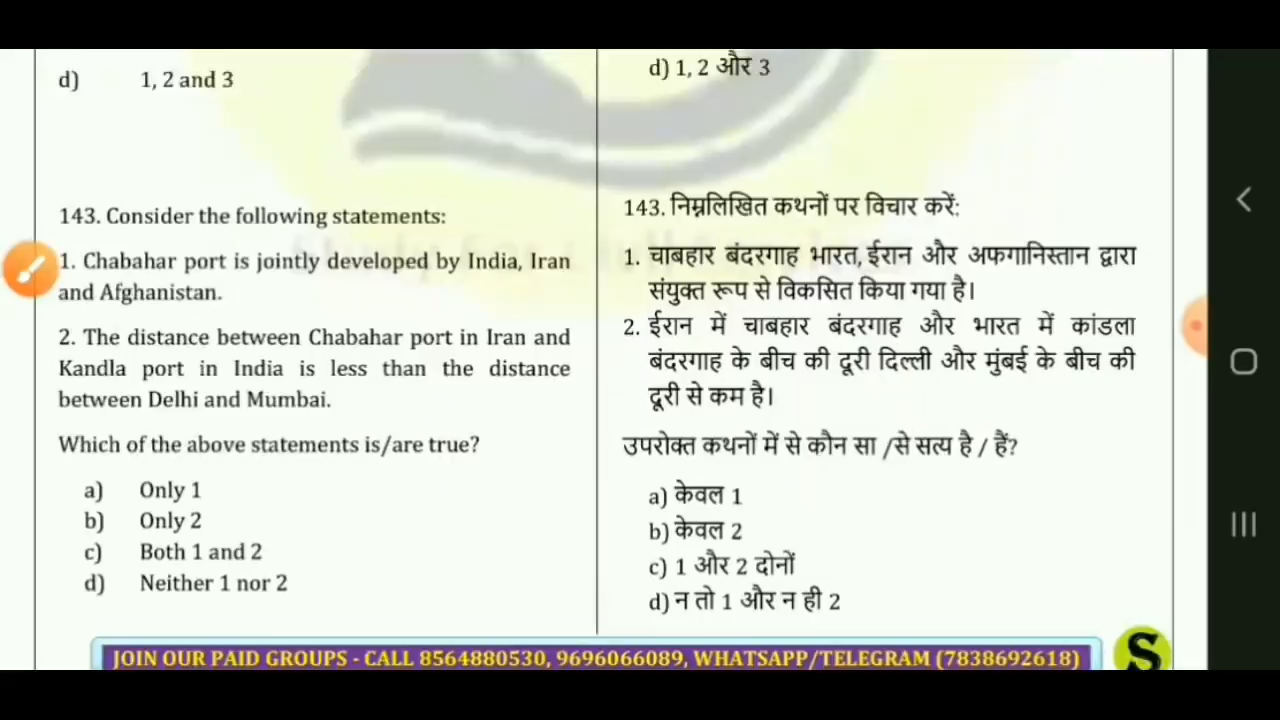 d) 1, 2 and 3
143. Consider the following statements:
1. Chabahar port is jointly developed by India, Iran
and Afghanistan.
2. The distance between Chabahar port in Iran and
Kandla port in India is less than the distance
between Delhi and Mumbai.
Which of the above statements is/are true?
a) Only 1
b) Only 2
c) Both 1 and 2
d) Neither 1 nor 2
d) 1, 2 और 3
143. निम्नलिखित कथनों पर विचार करें:
1. चाबहार बंदरगाह भारत, ईरान और अफगानिस्तान द्वारा
संयुक्त रूप से विकसित किया गया है।
2. ईरान में चाबहार बंदरगाह और भारत में कांडला
बंदरगाह के बीच की दूरी दिल्ली और मुंबई के बीच की
दूरी से कम है।
उपरोक्त कथनों में से कौन सा /से सत्य है / हैं?
a) केवल 1
b) केवल 2
c) 1 और 2 दोनों
d) न तो 1 और न ही 2
JOIN OUR PAID GROUPS - CALL 8564880530, 9696066089, WHATSAPP/TELEGRAM (7838692618)
S